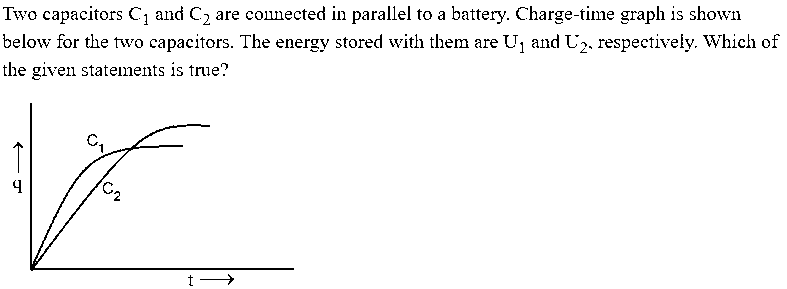 Two capacitors C₁ and C₂ are connected in parallel to a battery. Charge-time graph is shown
below for the two capacitors. The energy stored with them are U₁ and U₂, respectively. Which of
the given statements is true?
C₁
q
C₂
t